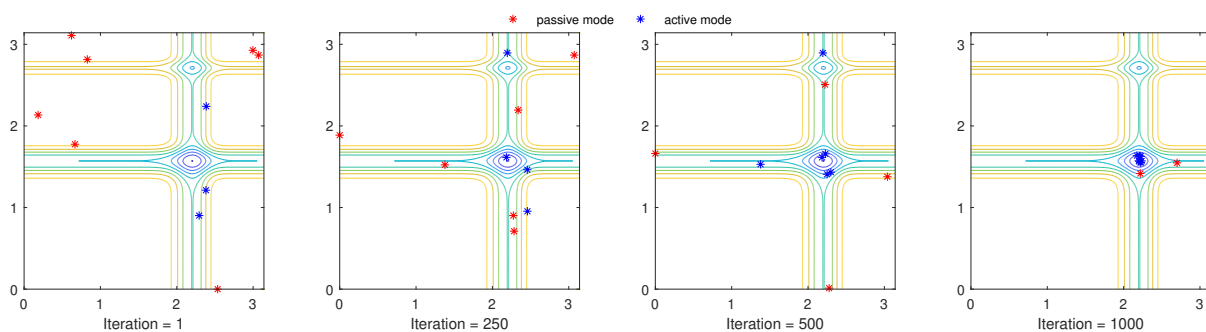 passive mode active mode
3 3 3 3
2 2 2 2
1 1 1 1
0 0 0 0
0 1 2 3 0 1 2 3 0 1 2 3 0 1 2 3
Iteration = 1 Iteration = 250 Iteration = 500 Iteration = 1000